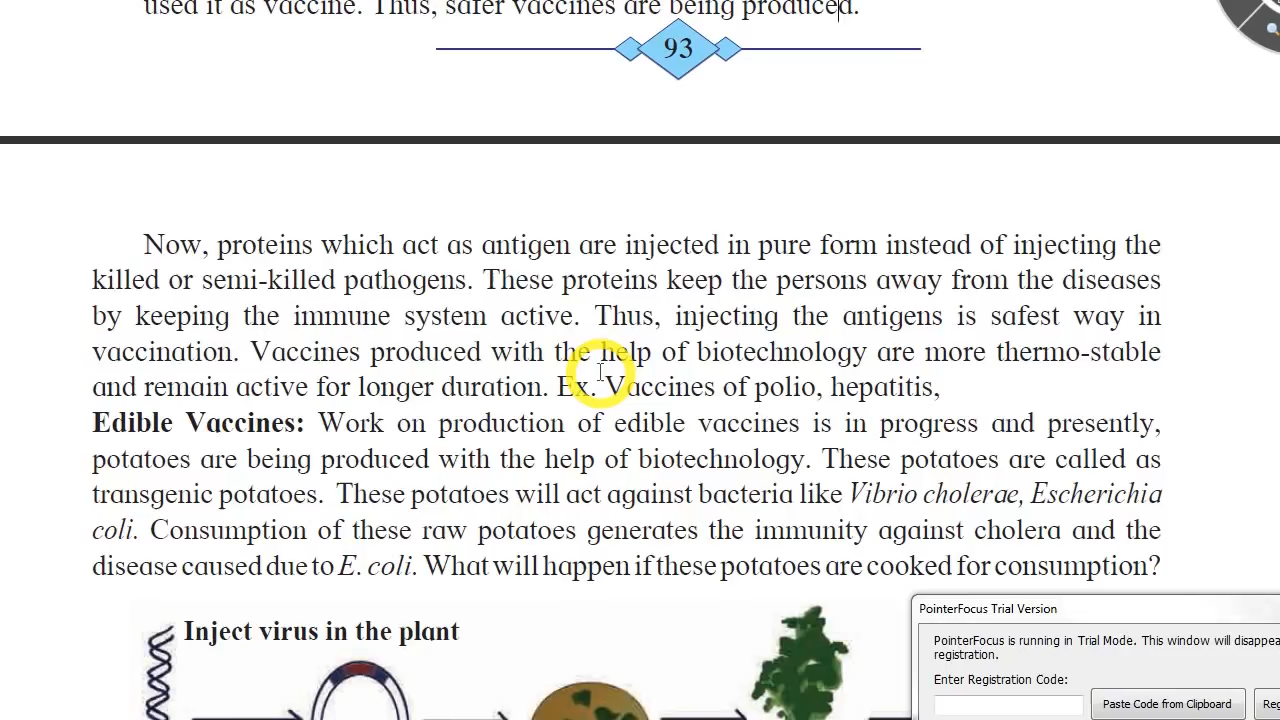 used it as vaccine. Thus, safer vaccines are being produced.
93
Now, proteins which act as antigen are injected in pure form instead of injecting the
killed or semi-killed pathogens. These proteins keep the persons away from the diseases
by keeping the immune system active. Thus, injecting the antigens is safest way in
vaccination. Vaccines produced with the help of biotechnology are more thermo-stable
and remain active for longer duration. Ex. Vaccines of polio, hepatitis,
Edible Vaccines: Work on production of edible vaccines is in progress and presently,
potatoes are being produced with the help of biotechnology. These potatoes are called as
transgenic potatoes. These potatoes will act against bacteria like Vibrio cholerae, Escherichia
coli. Consumption of these raw potatoes generates the immunity against cholera and the
disease caused due to E. coli. What will happen if these potatoes are cooked for consumption?
Inject virus in the plant
PointerFocus Trial Version
PointerFocus is running in Trial Mode. This window will
registration.
Enter Registration Code:
Paste Code from Clipboard